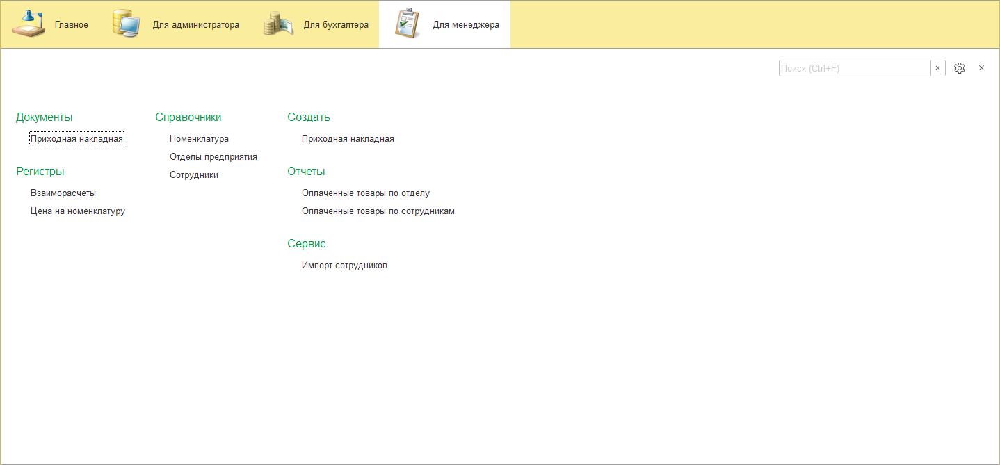 Главное
Для администратора
Для бухгалтера
Для менеджера
Поиск (Ctrl+F)
Документы
Приходная накладная
Регистры
Взаиморасчёты
Цена на номенклатуру
Справочники
Номенклатура
Отделы предприятия
Сотрудники
Создать
Приходная накладная
Отчеты
Оплаченные товары по отделу
Оплаченные товары по сотрудникам
Сервис
Импорт сотрудников